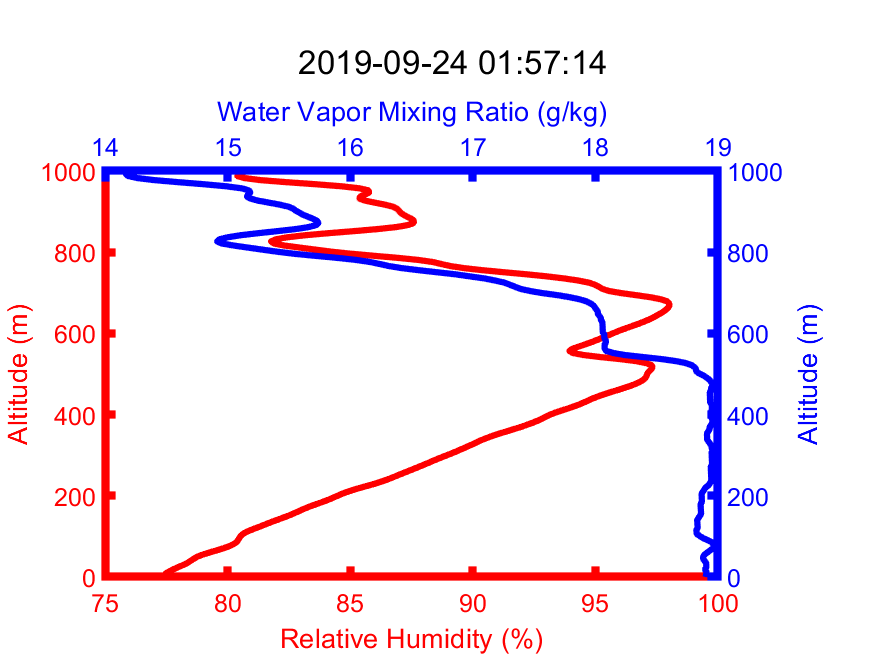 2019-09-24 01:57:14
Water Vapor Mixing Ratio (g/kg)
14 15 16 17 18 19
1000 1000
800 800
600 600
400 400
200 200
0 0
Altitude (m)
Altitude (m)
75 80 85 90 95 100
Relative Humidity (%)